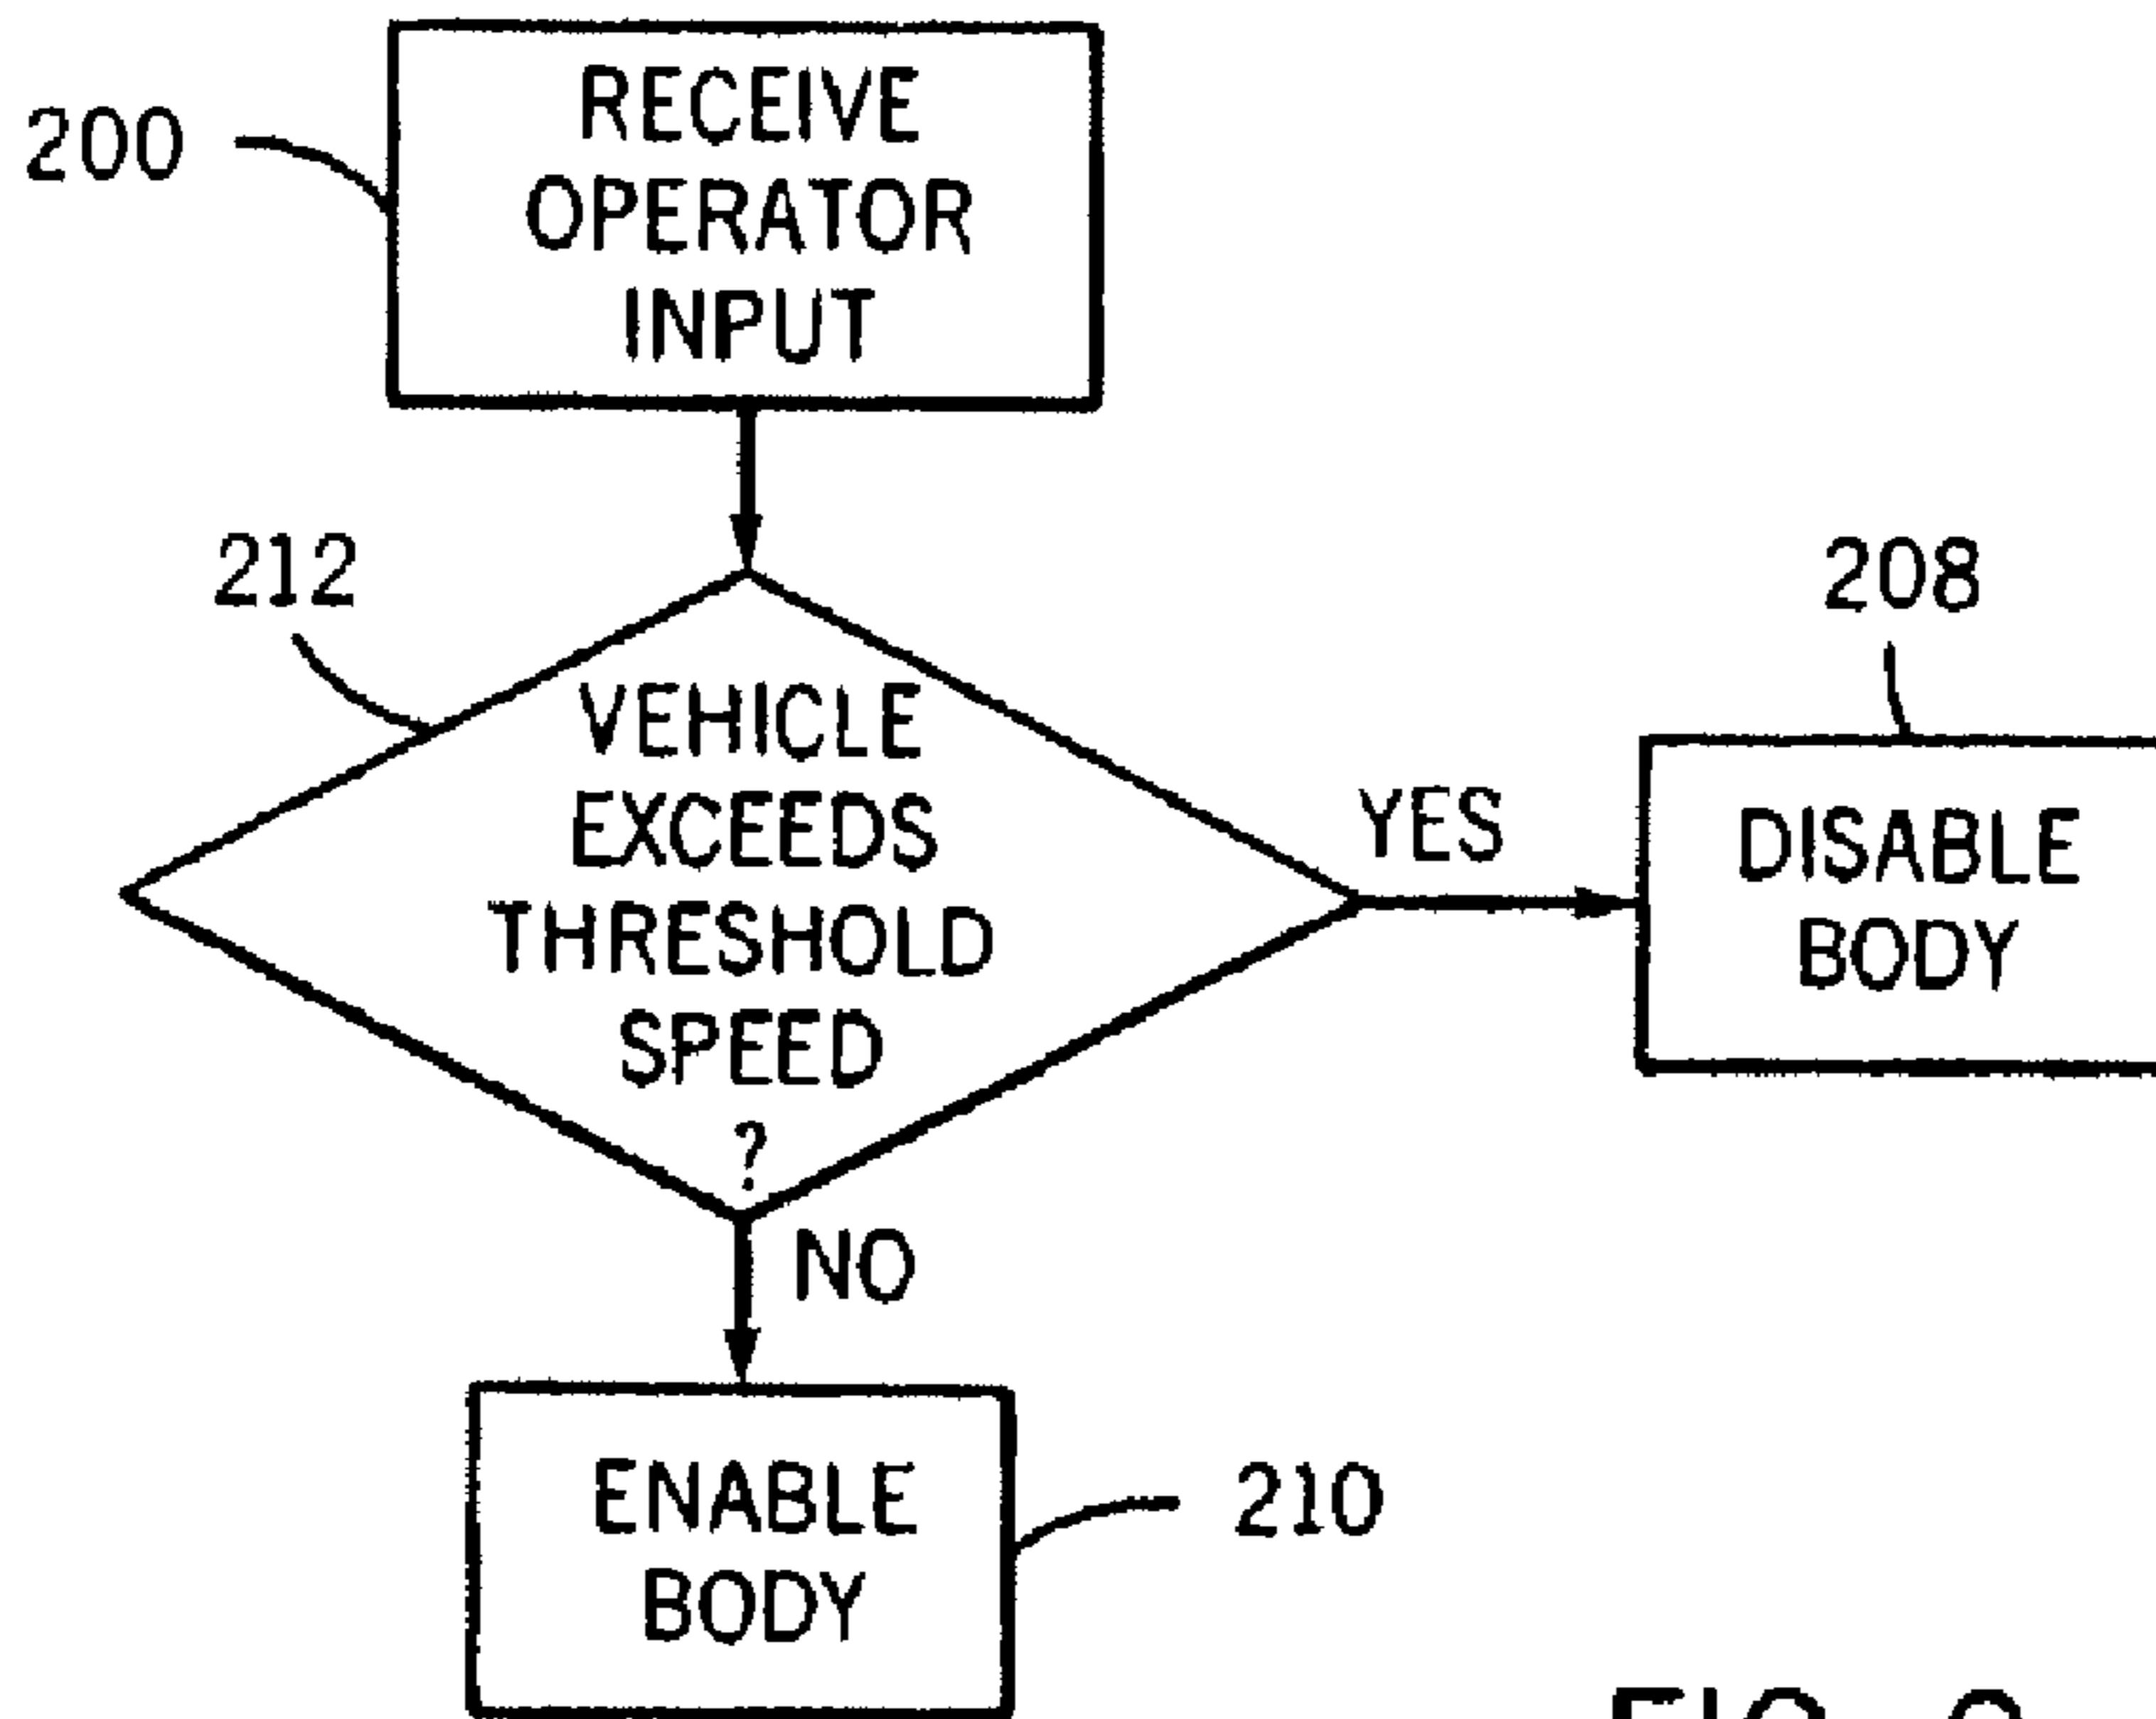 RECEIVE
OPERATOR
INPUT
200
212
VEHICLE
EXCEEDS
THRESHOLD
SPEED
?
YES
208
DISABLE
BODY
NO
ENABLE
BODY
210